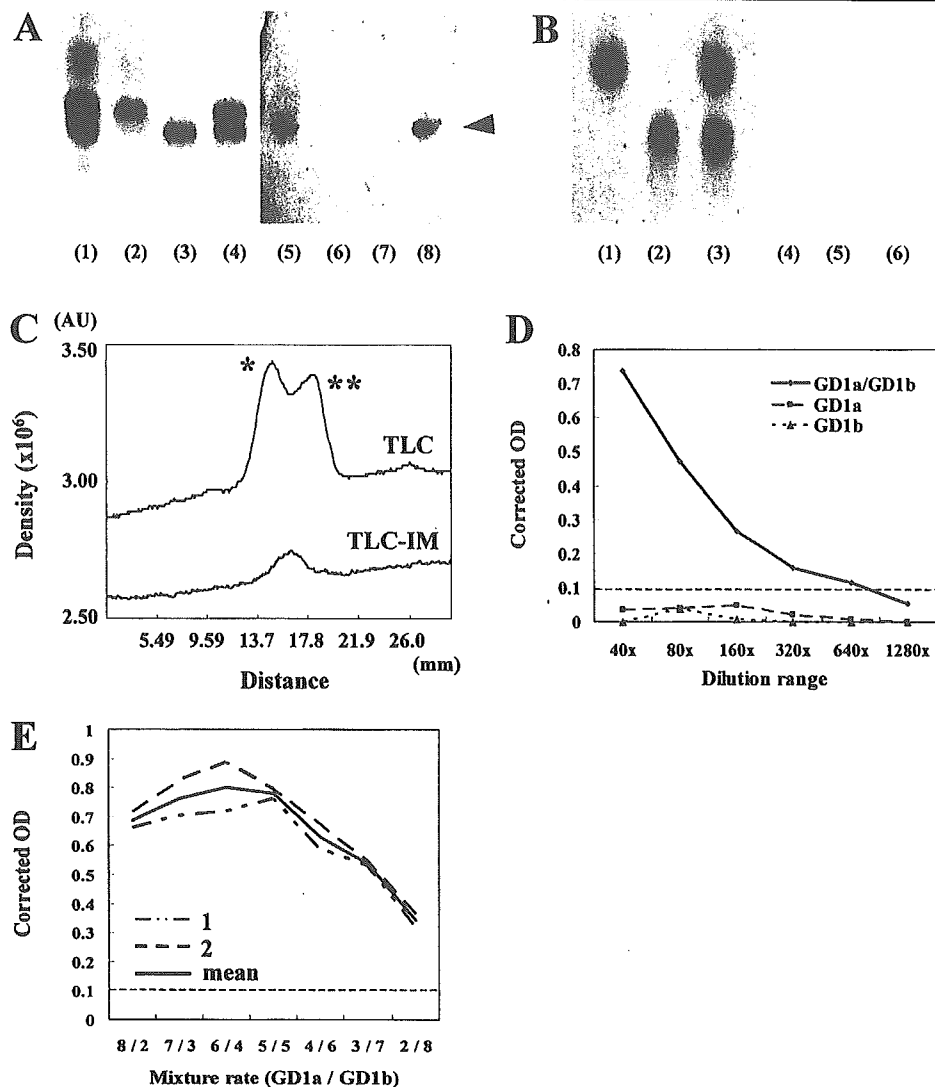 A
(1) (2) (3) (4) (5) (6) (7) (8)
B
(1) (2) (3) (4) (5) (6)
C
(AU)
3.50
3.00
2.50
Density (x10⁶)
*
**
TLC
TLC-IM
5.49 9.59 13.7 17.8 21.9 26.0
(mm)
Distance
D
0.8
0.7
0.6
0.5
0.4
0.3
0.2
0.1
0
Corrected OD
GD1a/GD1b
GD1a
GD1b
40x 80x 160x 320x 640x 1280x
Dilution range
E
1
0.9
0.8
0.7
0.6
0.5
0.4
0.3
0.2
0.1
0
Corrected OD
1
2
mean
8 / 2 7 / 3 6 / 4 5 / 5 4 / 6 3 / 7 2 / 8
Mixture rate (GD1a / GD1b)